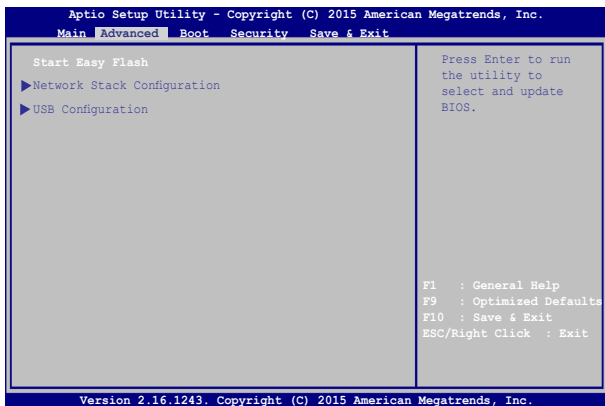 Aptio Setup Utility - Copyright (C) 2015 American Megatrends, Inc.
Main Advanced Boot Security Save & Exit
Start Easy Flash
Network Stack Configuration
USB Configuration
Press Enter to run
the utility to
select and update
BIOS.
F1 : General Help
F9 : Optimized Defaults
F10 : Save & Exit
ESC/Right Click : Exit
Version 2.16.1243. Copyright (C) 2015 American Megatrends, Inc.